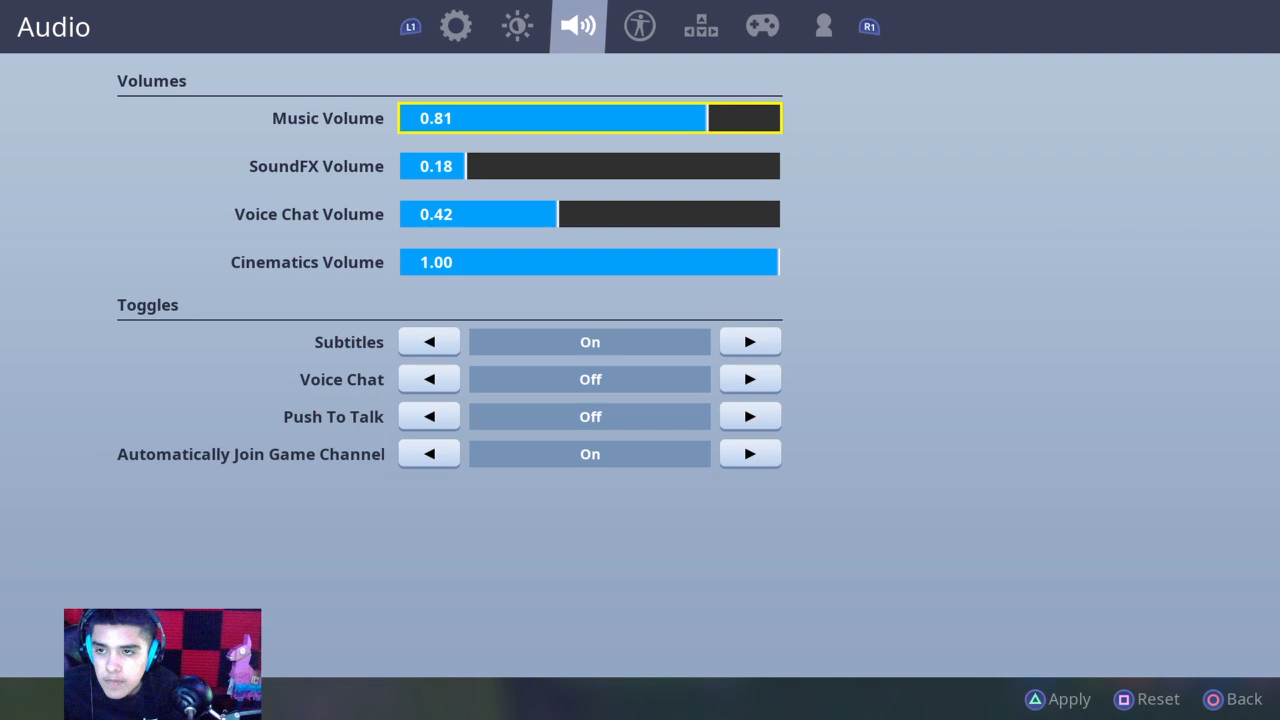 Audio
L1
R1
Volumes
Music Volume 0.81
SoundFX Volume 0.18
Voice Chat Volume 0.42
Cinematics Volume 1.00
Toggles
Subtitles On
Voice Chat Off
Push To Talk Off
Automatically Join Game Channel On
Apply Reset Back